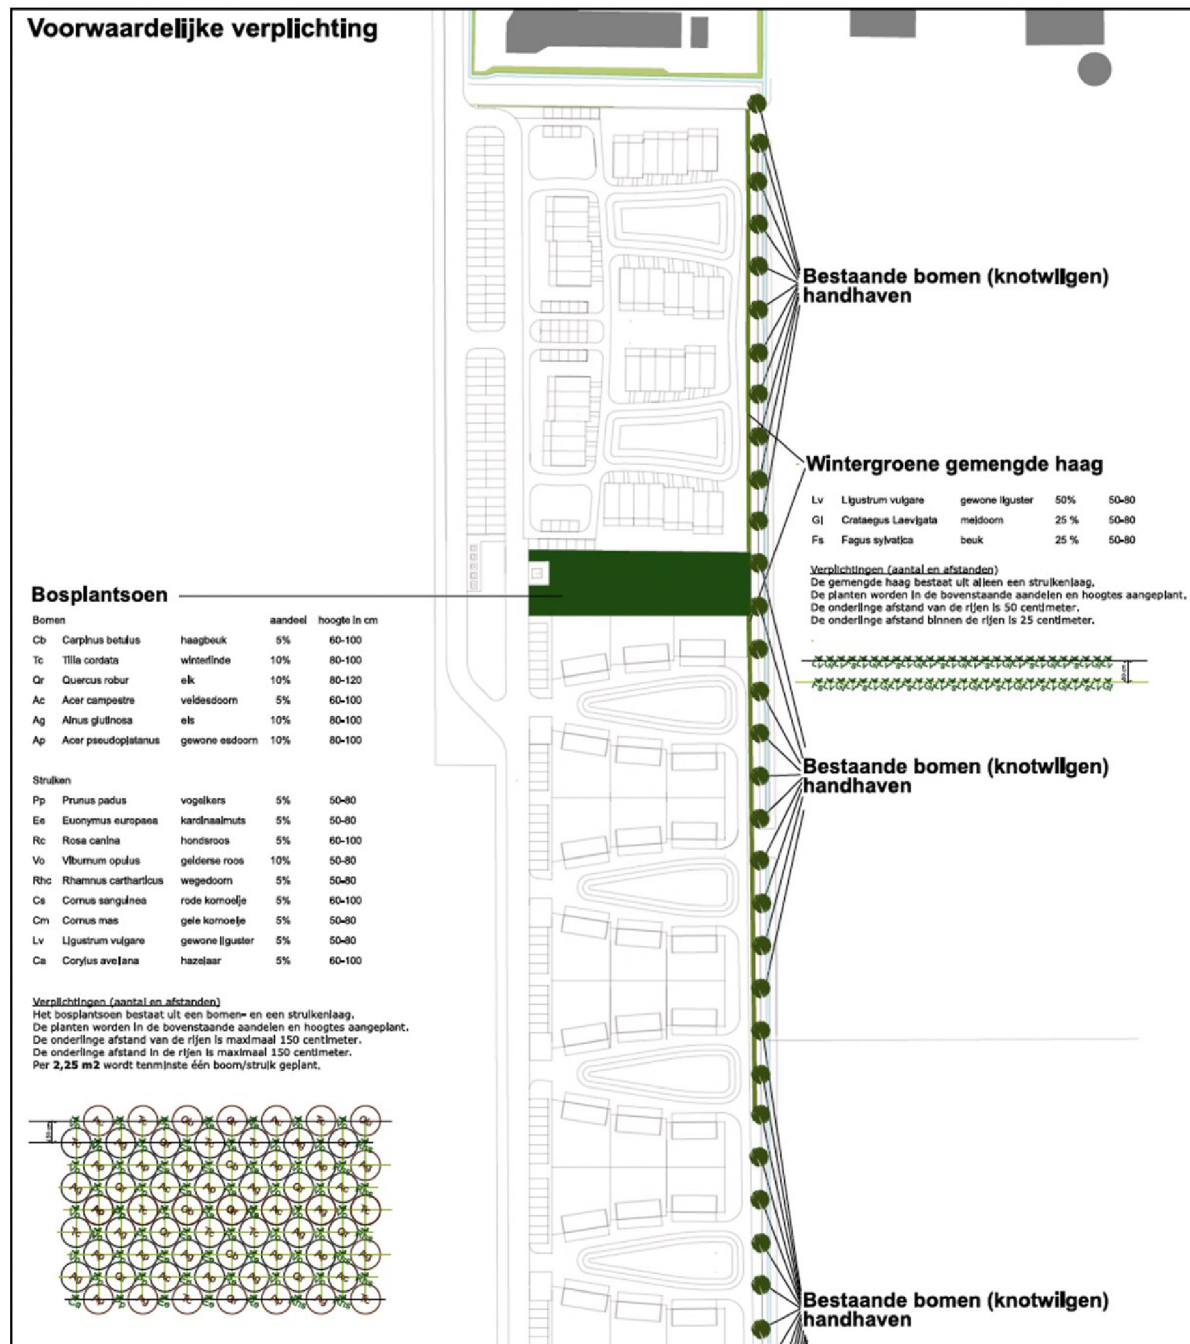 Voorwaardelijke verplichting
Bestaande bomen (knotwilgen)
handhaven
Wintergroene gemengde haag
Lv Ligustrum vulgare gewone liguster 50% 50-80
Gl Crataegus Laevigata meidoorn 25 % 50-80
Fs Fagus sylvatica beuk 25 % 50-80
Verplichtingen (aantal en afstanden)
De gemengde haag bestaat uit alleen een struikenlaag.
De planten worden in de bovenstaande aandelen en hoogtes aangeplant.
De onderlinge afstand van de rijen is 50 centimeter.
De onderlinge afstand binnen de rijen is 25 centimeter.
Bosplantsoen
Bomen aandeel hoogte in cm
Cb Carpinus betulus haagbeuk 5% 60-100
Tc Tilia cordata winterlinde 10% 80-100
Qr Quercus robur eik 10% 80-120
Ac Acer campestre veldesdoorn 5% 60-100
Ag Alnus glutinosa els 10% 80-100
Ap Acer pseudoplatanus gewone esdoorn 10% 80-100
Struiken
Pp Prunus padus vogelkers 5% 50-80
Ee Euonymus europaea kardinaalmuts 5% 50-80
Rc Rosa canina hondsroos 5% 60-100
Vo Viburnum opulus gelderse roos 10% 50-80
Rhc Rhamnus cartharticus wegedoorn 5% 50-80
Cs Cornus sanguinea rode kornoelje 5% 60-100
Cm Cornus mas gele kornoelje 5% 50-80
Lv Ligustrum vulgare gewone liguster 5% 50-80
Ca Corylus avellana hazelaar 5% 60-100
Verplichtingen (aantal en afstanden)
Het bosplantsoen bestaat uit een bomen- en een struikenlaag.
De planten worden in de bovenstaande aandelen en hoogtes aangeplant.
De onderlinge afstand van de rijen is maximaal 150 centimeter.
De onderlinge afstand in de rijen is maximaal 150 centimeter.
Per 2,25 m2 wordt tenminste één boom/struik geplant.
Bestaande bomen (knotwilgen)
handhaven
Bestaande bomen (knotwilgen)
handhaven